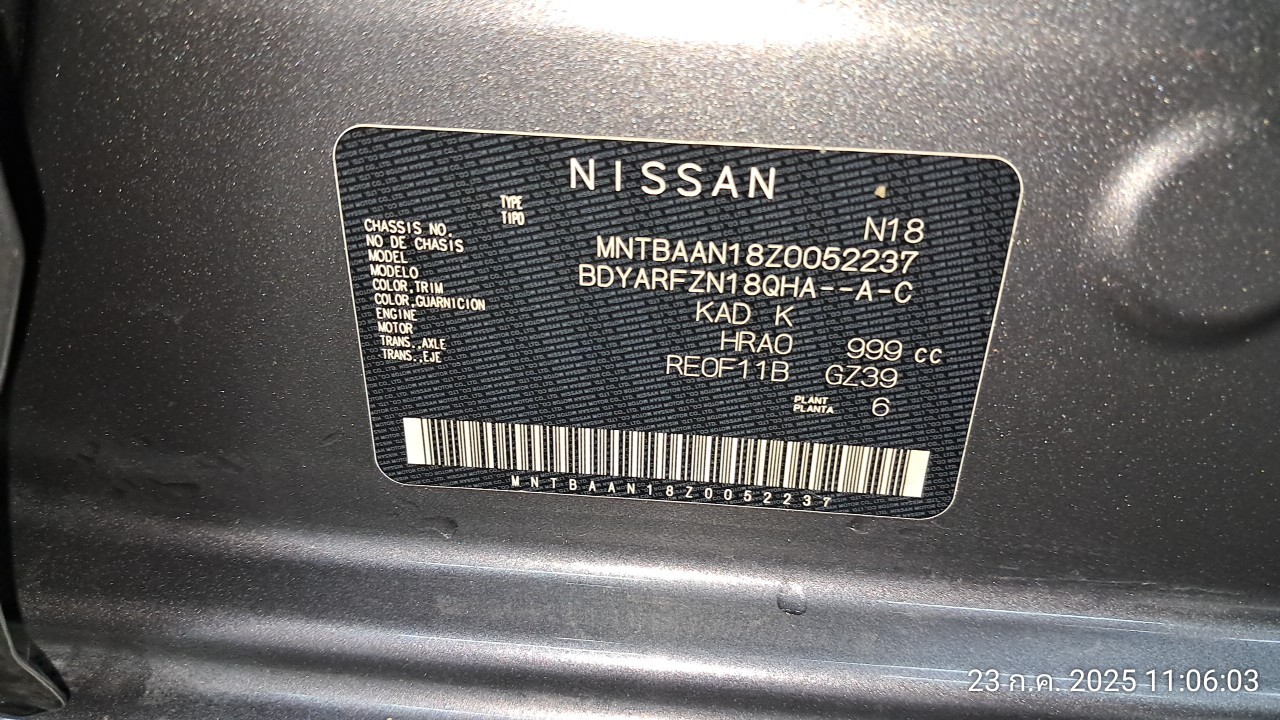 NISSAN
TYPE
TIPO
N18
CHASSIS NO.
NO DE CHASIS
MNTBAAN18Z0052237
MODEL
MODELO
BDYARFZN18QHA--A-C
COLOR,TRIM
COLOR,GUARNICION
KAD K
ENGINE
MOTOR
HRA0 999 cc
TRANS.,AXLE
TRANS.,EJE
RE0F11B GZ39
PLANT
PLANTA
6
MNTBAAN18Z0052237
23 ก.ค. 2025 11:06:03